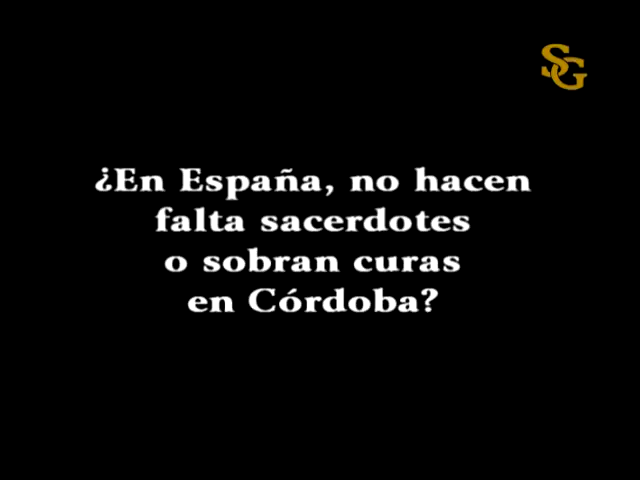 SG
¿En España, no hacen
falta sacerdotes
o sobran curas
en Córdoba?